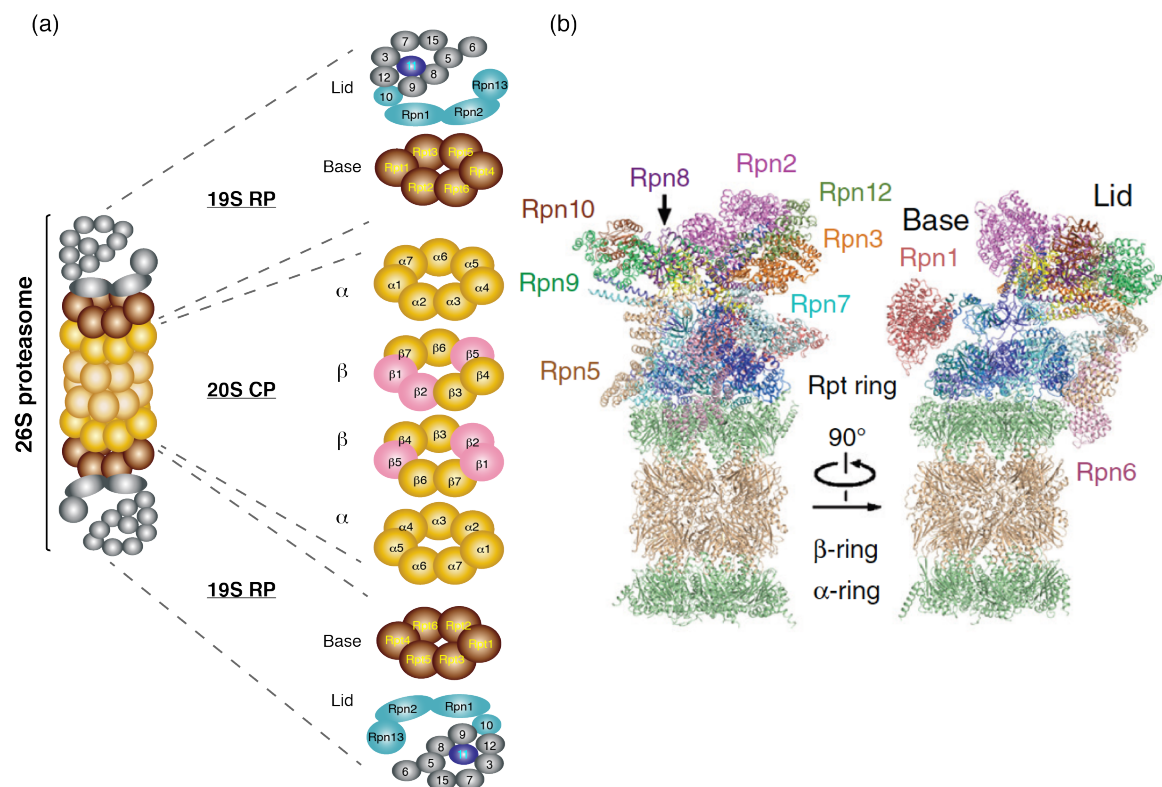 (a)
(b)
26S proteasome
19S RP
20S CP
19S RP
Lid
7
15
6
3
5
12
8
10
9
Rpn13
Rpn1
Rpn2
Base
Rpt3
Rpt5
Rpt1
Rpt4
Rpt2
Rpt6
α
α7
α6
α5
α1
α4
α2
α3
β
β7
β6
β5
β1
β4
β2
β3
β
β4
β3
β2
β5
β1
β6
β7
α
α4
α3
α2
α5
α1
α6
α7
Base
Rpt6
Rpt2
Rpt4
Rpt1
Rpt5
Rpt3
Lid
Rpn2
Rpn1
Rpn13
10
9
8
12
5
3
6
15
7
Rpn8
Rpn2
Rpn10
Rpn12
Rpn3
Rpn9
Rpn7
Rpn5
Base
Lid
Rpn1
Rpt ring
90°
Rpn6
β-ring
α-ring